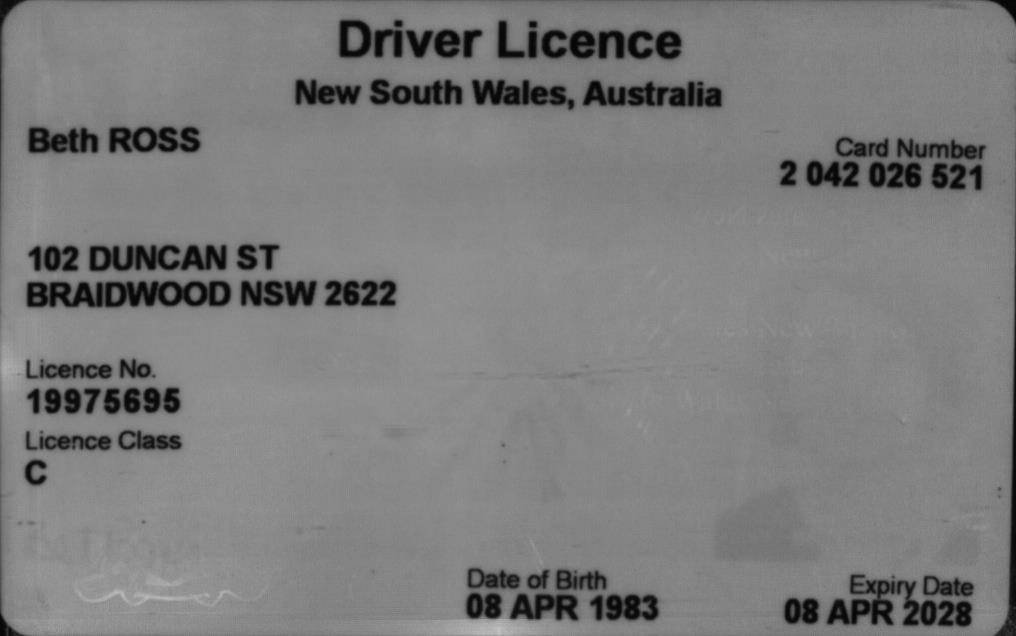 Driver Licence
New South Wales, Australia
Beth ROSS
Card Number
2 042 026 521
102 DUNCAN ST
BRAIDWOOD NSW 2622
Licence No.
19975695
Licence Class
C
Date of Birth
08 APR 1983
Expiry Date
08 APR 2028